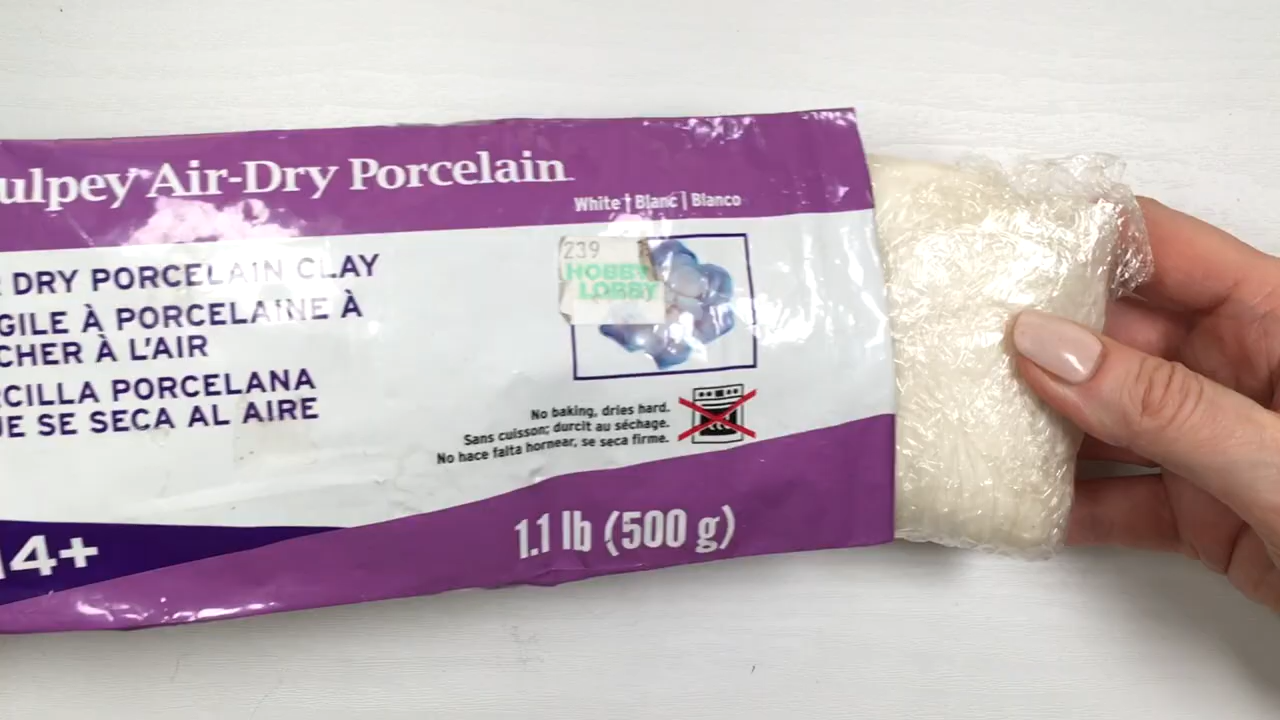 ulpey Air-Dry Porcelain
White | Blanc | Blanco
DRY PORCELAIN CLAY
GILE À PORCELAINE À
CHER À L'AIR
RCILLA PORCELANA
UE SE SECA AL AIRE
239
HOBBY
LOBBY
No baking, dries hard.
Sans cuisson; durcit au séchage.
No hace falta hornear, se seca firme.
14+
1.1 lb (500 g)